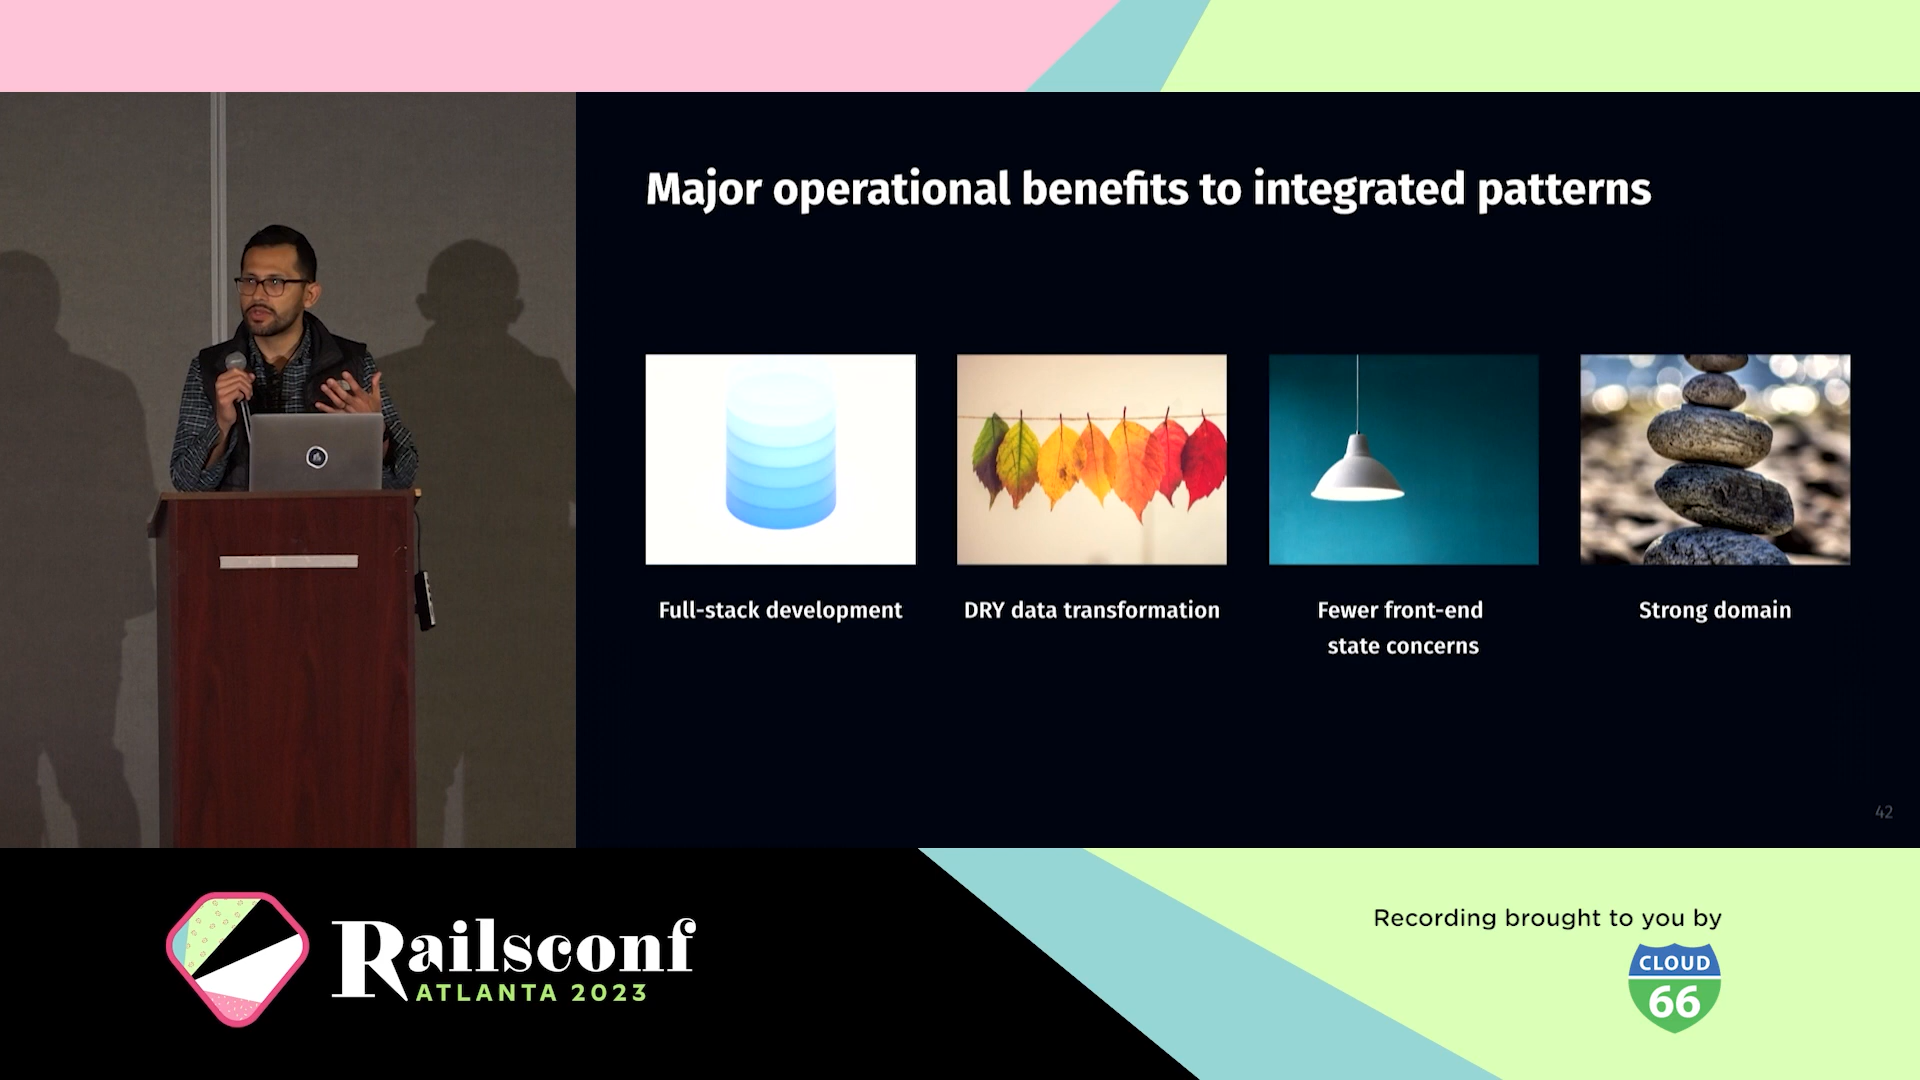 Major operational benefits to integrated patterns
Full-stack development
DRY data transformation
Fewer front-end
state concerns
Strong domain
42
Railsconf
ATLANTA 2023
Recording brought to you by
CLOUD
66